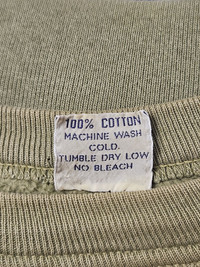 100% COTTON
MACHINE WASH
COLD.
TUMBLE DRY LOW
NO BLEACH